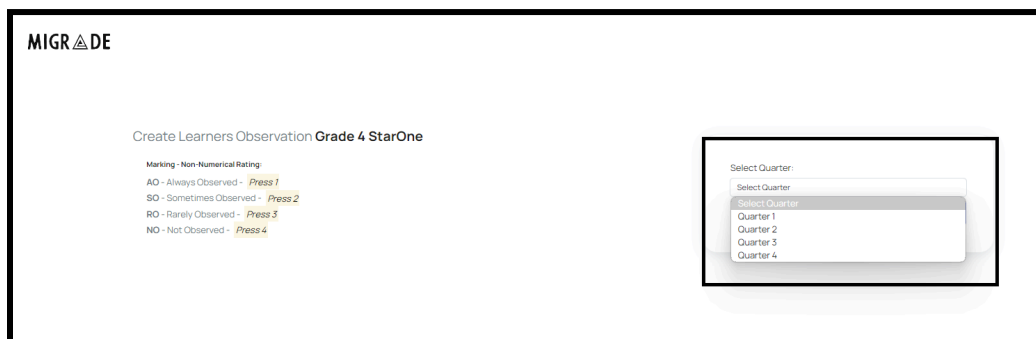 MIGRADE
Create Learners Observation Grade 4 StarOne
Marking - Non-Numerical Rating:
AO - Always Observed - Press 1
SO - Sometimes Observed - Press 2
RO - Rarely Observed - Press 3
NO - Not Observed - Press 4
Select Quarter:
Select Quarter
Select Quarter
Quarter 1
Quarter 2
Quarter 3
Quarter 4